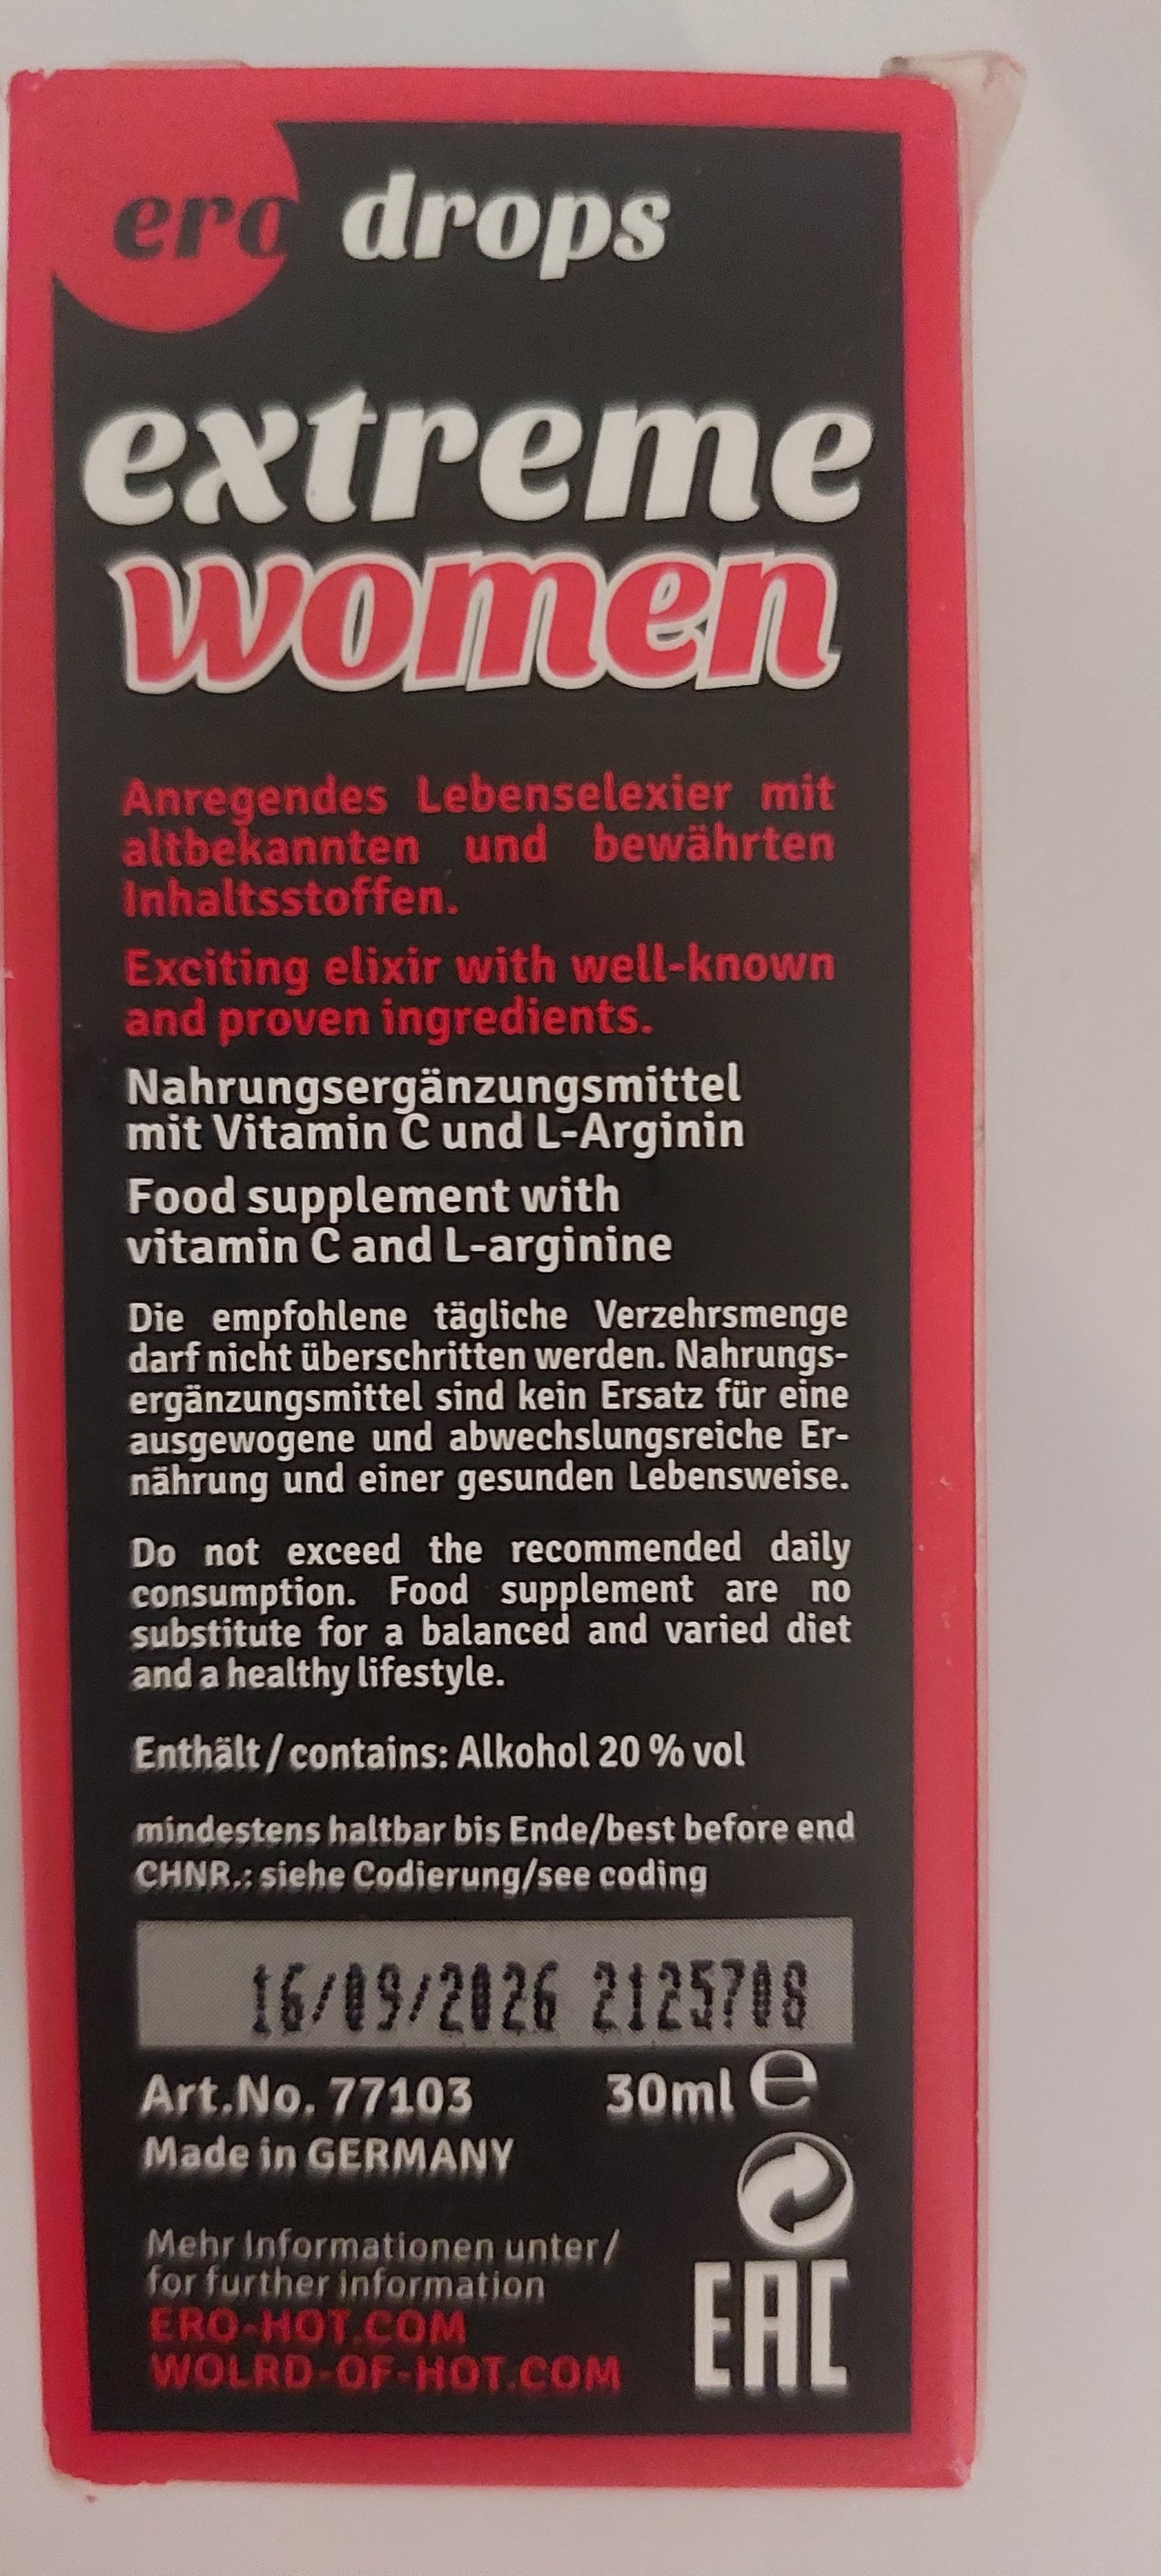 ero drops
extreme
women
Anregendes Lebenselexier mit
altbekannten und bewährten
Inhaltsstoffen.
Exciting elixir with well-known
and proven ingredients.
Nahrungsergänzungsmittel
mit Vitamin C und L-Arginin
Food supplement with
vitamin C and L-arginine
Die empfohlene tägliche Verzehrsmenge
darf nicht überschritten werden. Nahrungs-
ergänzungsmittel sind kein Ersatz für eine
ausgewogene und abwechslungsreiche Er-
nährung und einer gesunden Lebensweise.
Do not exceed the recommended daily
consumption. Food supplement are no
substitute for a balanced and varied diet
and a healthy lifestyle.
Enthält / contains: Alkohol 20 % vol
mindestens haltbar bis Ende/best before end
CHNR.: siehe Codierung/see coding
16/09/2026 2125708
Art.No. 77103 30ml e
Made in GERMANY
Mehr Informationen unter/
for further information
ERO-HOT.COM
WOLRD-OF-HOT.COM
EAC